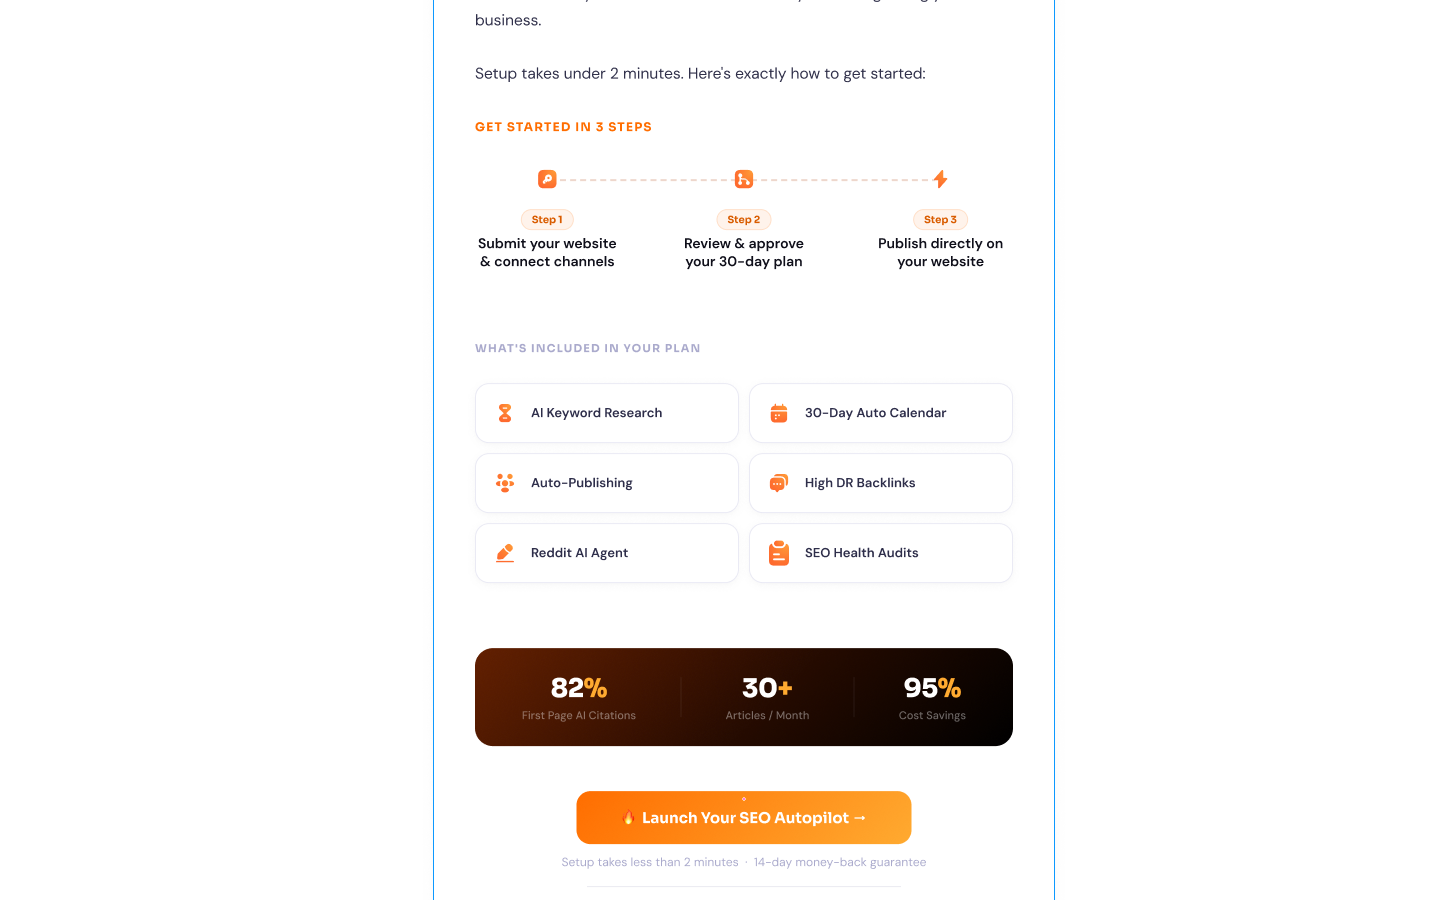 business.
Setup takes under 2 minutes. Here's exactly how to get started:
GET STARTED IN 3 STEPS
Step 1
Submit your website
& connect channels
Step 2
Review & approve
your 30-day plan
Step 3
Publish directly on
your website
WHAT'S INCLUDED IN YOUR PLAN
AI Keyword Research
30-Day Auto Calendar
Auto-Publishing
High DR Backlinks
Reddit AI Agent
SEO Health Audits
82%
First Page AI Citations
30+
Articles / Month
95%
Cost Savings
🔥 Launch Your SEO Autopilot →
Setup takes less than 2 minutes · 14-day money-back guarantee